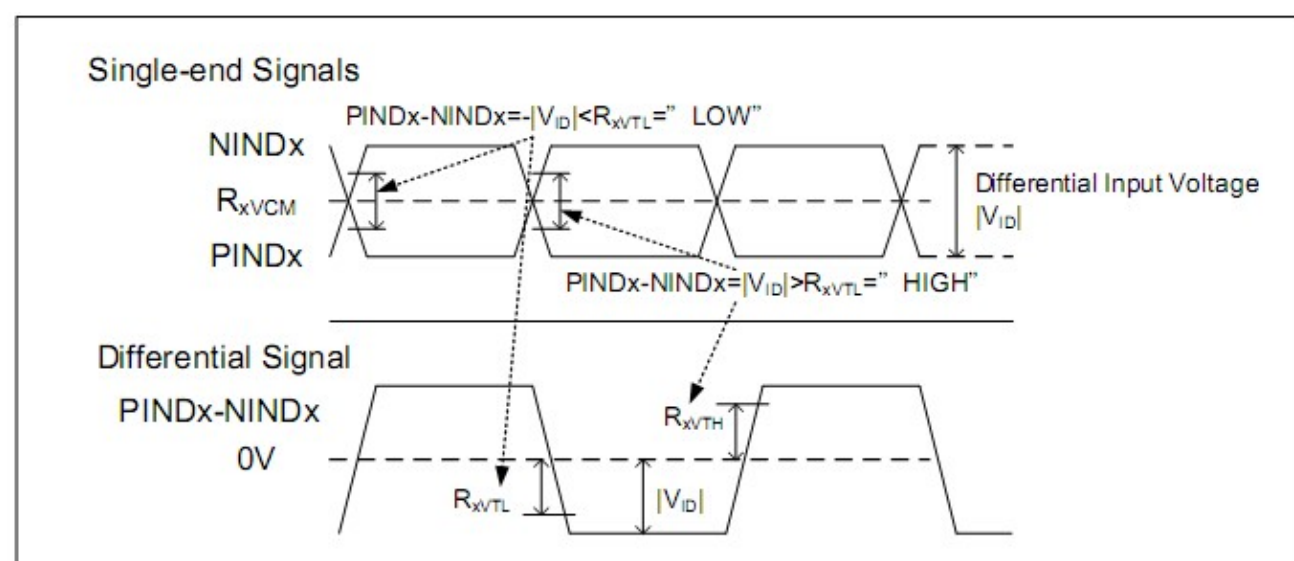 Single-end Signals
PINDx-NINDx=-|VID|<RxVTL=” LOW”
NINDx
RxVCM
PINDx
Differential Input Voltage
|VID|
PINDx-NINDx=|VID|>RxVTL=” HIGH”
Differential Signal
PINDx-NINDx
0V
RxVTH
RxVTL
|VID|